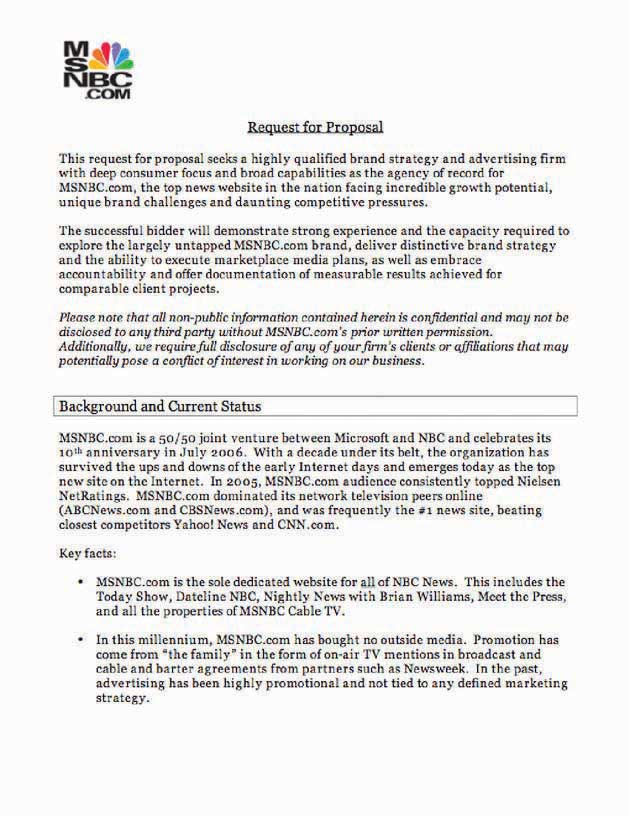 MS
NBC
.COM
Request for Proposal
This request for proposal seeks a highly qualified brand strategy and advertising firm
with deep consumer focus and broad capabilities as the agency of record for
MSNBC.com, the top news website in the nation facing incredible growth potential,
unique brand challenges and daunting competitive pressures.
The successful bidder will demonstrate strong experience and the capacity required to
explore the largely untapped MSNBC.com brand, deliver distinctive brand strategy
and the ability to execute marketplace media plans, as well as embrace
accountability and offer documentation of measurable results achieved for
comparable client projects.
Please note that all non-public information contained herein is confidential and may not be
disclosed to any third party without MSNBC.com's prior written permission.
Additionally, we require full disclosure of any of your firm's clients or affiliations that may
potentially pose a conflict of interest in working on our business.
Background and Current Status
MSNBC.com is a 50/50 joint venture between Microsoft and NBC and celebrates its
10th anniversary in July 2006. With a decade under its belt, the organization has
survived the ups and downs of the early Internet days and emerges today as the top
new site on the Internet. In 2005, MSNBC.com audience consistently topped Nielsen
NetRatings. MSNBC.com dominated its network television peers online
(ABCNews.com and CBSNews.com), and was frequently the #1 news site, beating
closest competitors Yahoo! News and CNN.com.
Key facts:
• MSNBC.com is the sole dedicated website for all of NBC News. This includes the
Today Show, Dateline NBC, Nightly News with Brian Williams, Meet the Press,
and all the properties of MSNBC Cable TV.
• In this millennium, MSNBC.com has bought no outside media. Promotion has
come from "the family" in the form of on-air TV mentions in broadcast and
cable and barter agreements from partners such as Newsweek. In the past,
advertising has been highly promotional and not tied to any defined marketing
strategy.